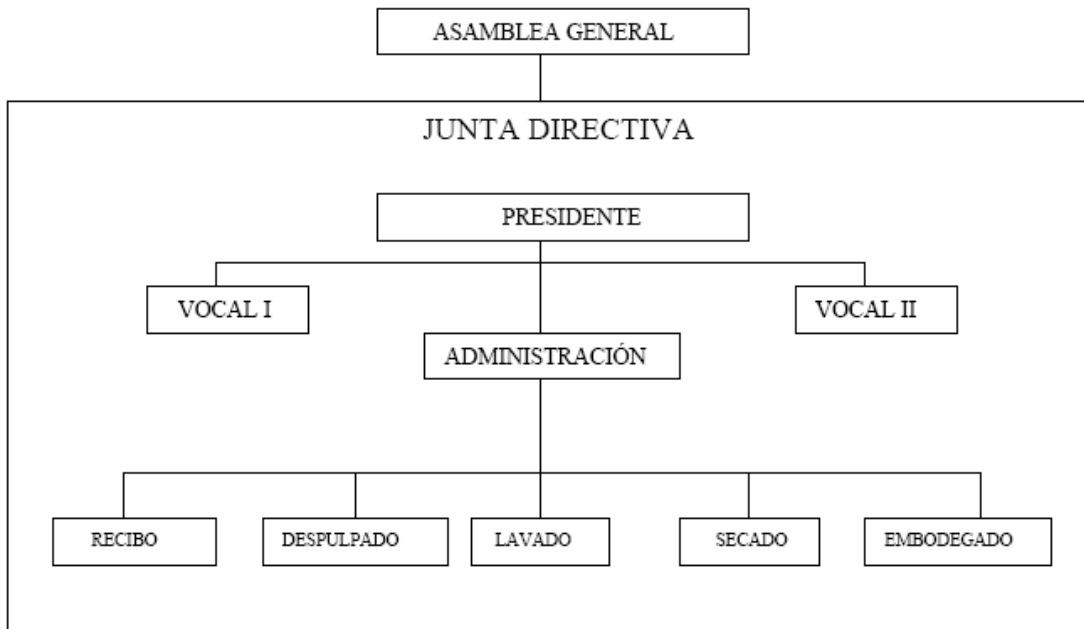 ASAMBLEA GENERAL
JUNTA DIRECTIVA
PRESIDENTE
VOCAL I
VOCAL II
ADMINISTRACIÓN
RECIBO
DESPULPADO
LAVADO
SECADO
EMBODEGADO